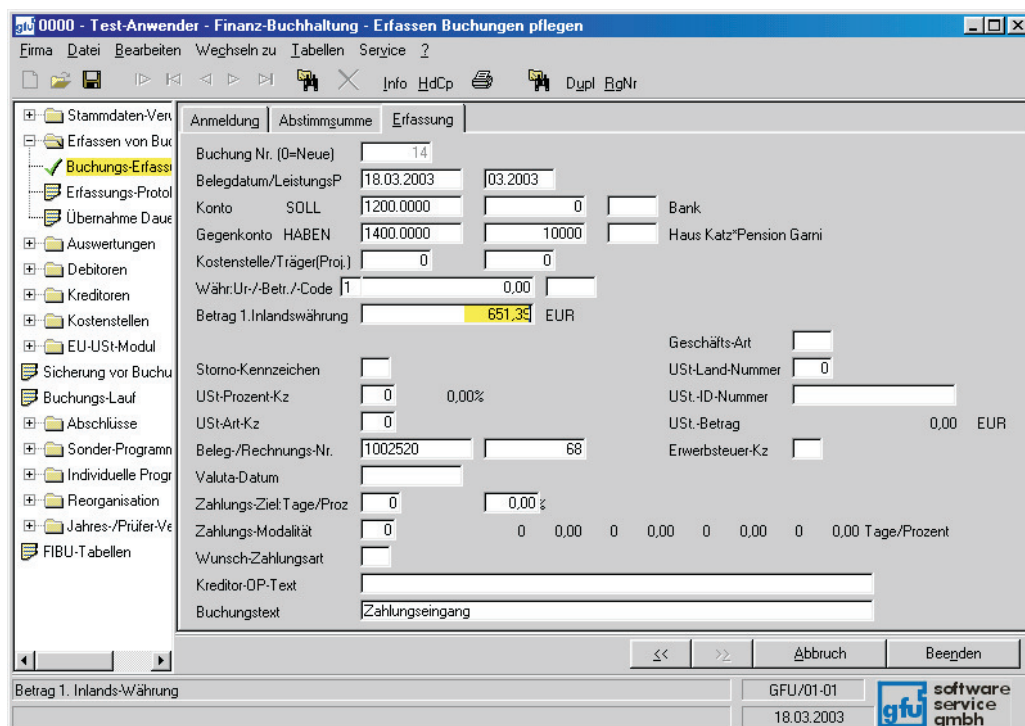 gfu 0000 - Test-Anwender - Finanz-Buchhaltung - Erfassen Buchungen pflegen
Firma Datei Bearbeiten Wechseln zu Tabellen Service ?
Info HdCp Dupl RgNr
Stammdaten-Verv
Erfassen von Buc
Buchungs-Erfass
Erfassungs-Protol
Übernahme Daue
Auswertungen
Debitoren
Kreditoren
Kostenstellen
EU-USt-Modul
Sicherung vor Buchu
Buchungs-Lauf
Abschlüsse
Sonder-Programm
Individuelle Progr
Reorganisation
Jahres-/Prüfer-Ve
FIBU-Tabellen
Anmeldung Abstimmsumme Erfassung
Buchung Nr. (0=Neue) 14
Belegdatum/LeistungsP 18.03.2003 03.2003
Konto SOLL 1200.0000 0 Bank
Gegenkonto HABEN 1400.0000 10000 Haus Katz*Pension Garni
Kostenstelle/Träger(Proj.) 0 0
Währ:Ur-/-Betr./-Code 1 0,00
Betrag 1.Inlandswährung 651,39 EUR
Geschäfts-Art
Storno-Kennzeichen USt-Land-Nummer 0
USt-Prozent-Kz 0 0,00% USt.-ID-Nummer
USt-Art-Kz 0 USt.-Betrag 0,00 EUR
Beleg-/Rechnungs-Nr. 1002520 68 Erwerbsteuer-Kz
Valuta-Datum
Zahlungs-Ziel:Tage/Proz 0 0,00 %
Zahlungs-Modalität 0 0 0,00 0 0,00 0 0,00 0 0,00 Tage/Prozent
Wunsch-Zahlungsart
Kreditor-OP-Text
Buchungstext Zahlungseingang
<< >> Abbruch Beenden
Betrag 1. Inlands-Währung GFU/01-01
18.03.2003
gfu software
service
gmbh